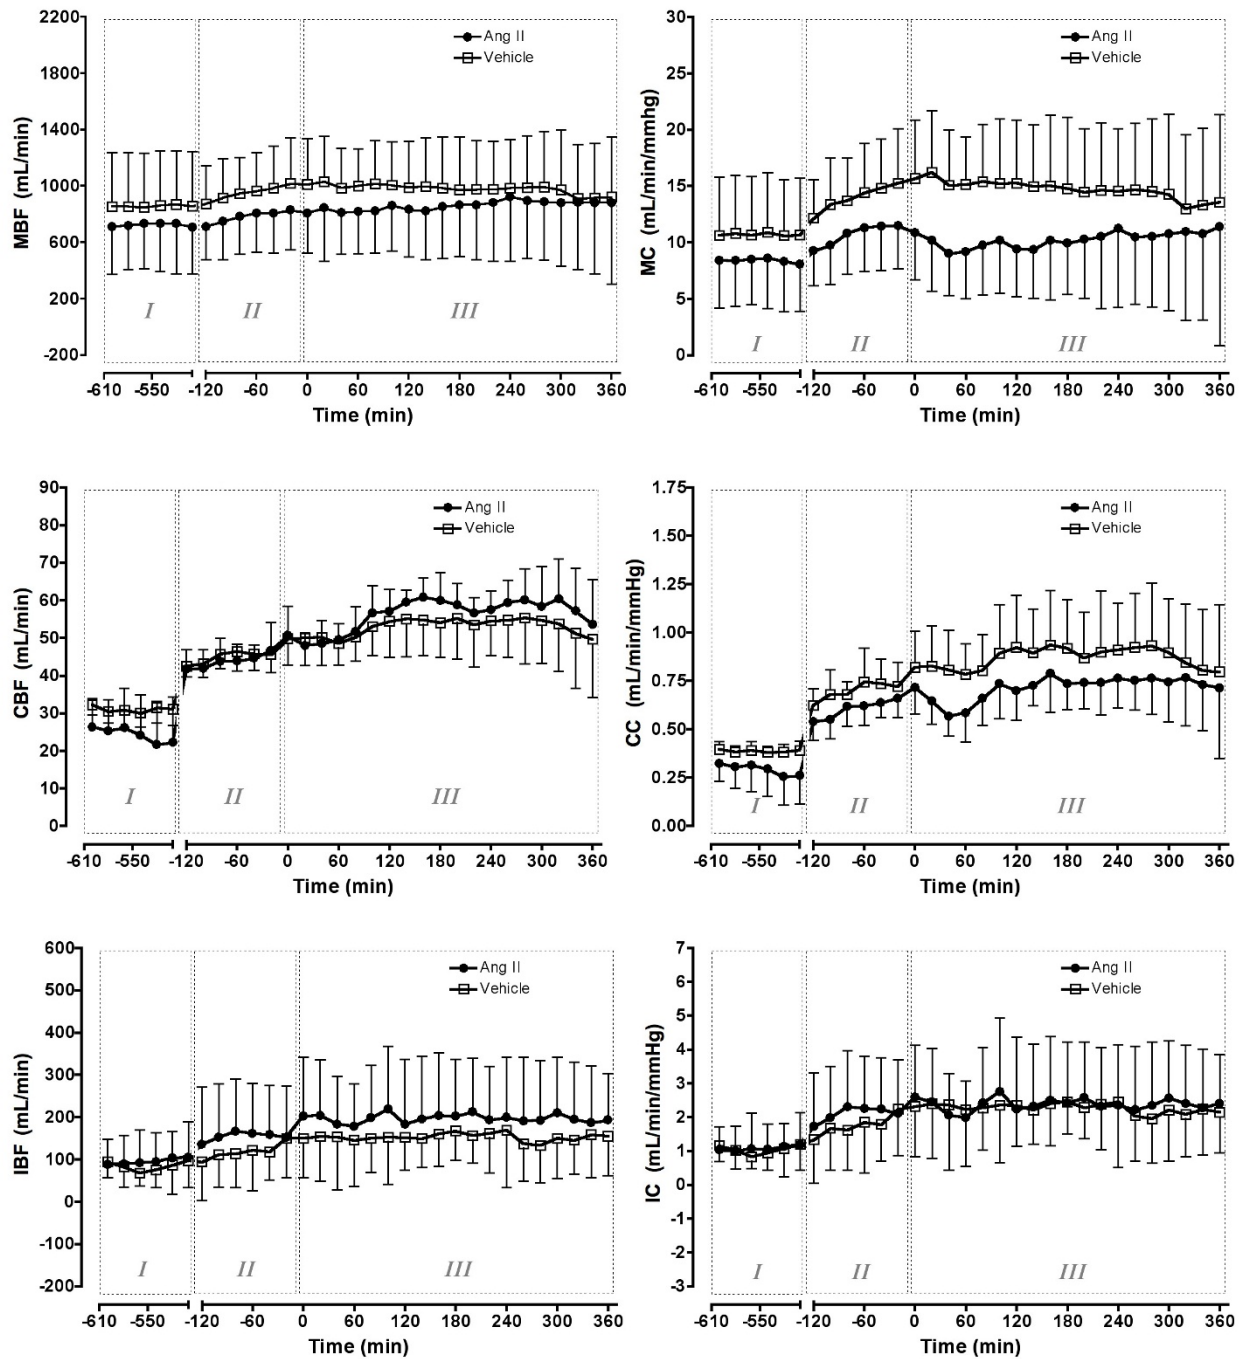 MBF (mL/min)
2200
1800
1400
1000
600
200
-200
Ang II
Vehicle
I
II
III
-610 -550 -120 -60 0 60 120 180 240 300 360
Time (min)
MC (mL/min/mmhg)
30
25
20
15
10
5
0
Ang II
Vehicle
I
II
III
-610 -550 -120 -60 0 60 120 180 240 300 360
Time (min)
CBF (mL/min)
90
80
70
60
50
40
30
20
10
0
Ang II
Vehicle
I
II
III
-610 -550 -120 -60 0 60 120 180 240 300 360
Time (min)
CC (mL/min/mmHg)
1.75
1.50
1.25
1.00
0.75
0.50
0.25
0.00
Ang II
Vehicle
I
II
III
-610 -550 -120 -60 0 60 120 180 240 300 360
Time (min)
IBF (mL/min)
600
500
400
300
200
100
0
-100
-200
Ang II
Vehicle
I
II
III
-610 -550 -120 -60 0 60 120 180 240 300 360
Time (min)
IC (mL/min/mmHg)
7
6
5
4
3
2
1
0
-1
-2
-3
Ang II
Vehicle
I
II
III
-610 -550 -120 -60 0 60 120 180 240 300 360
Time (min)